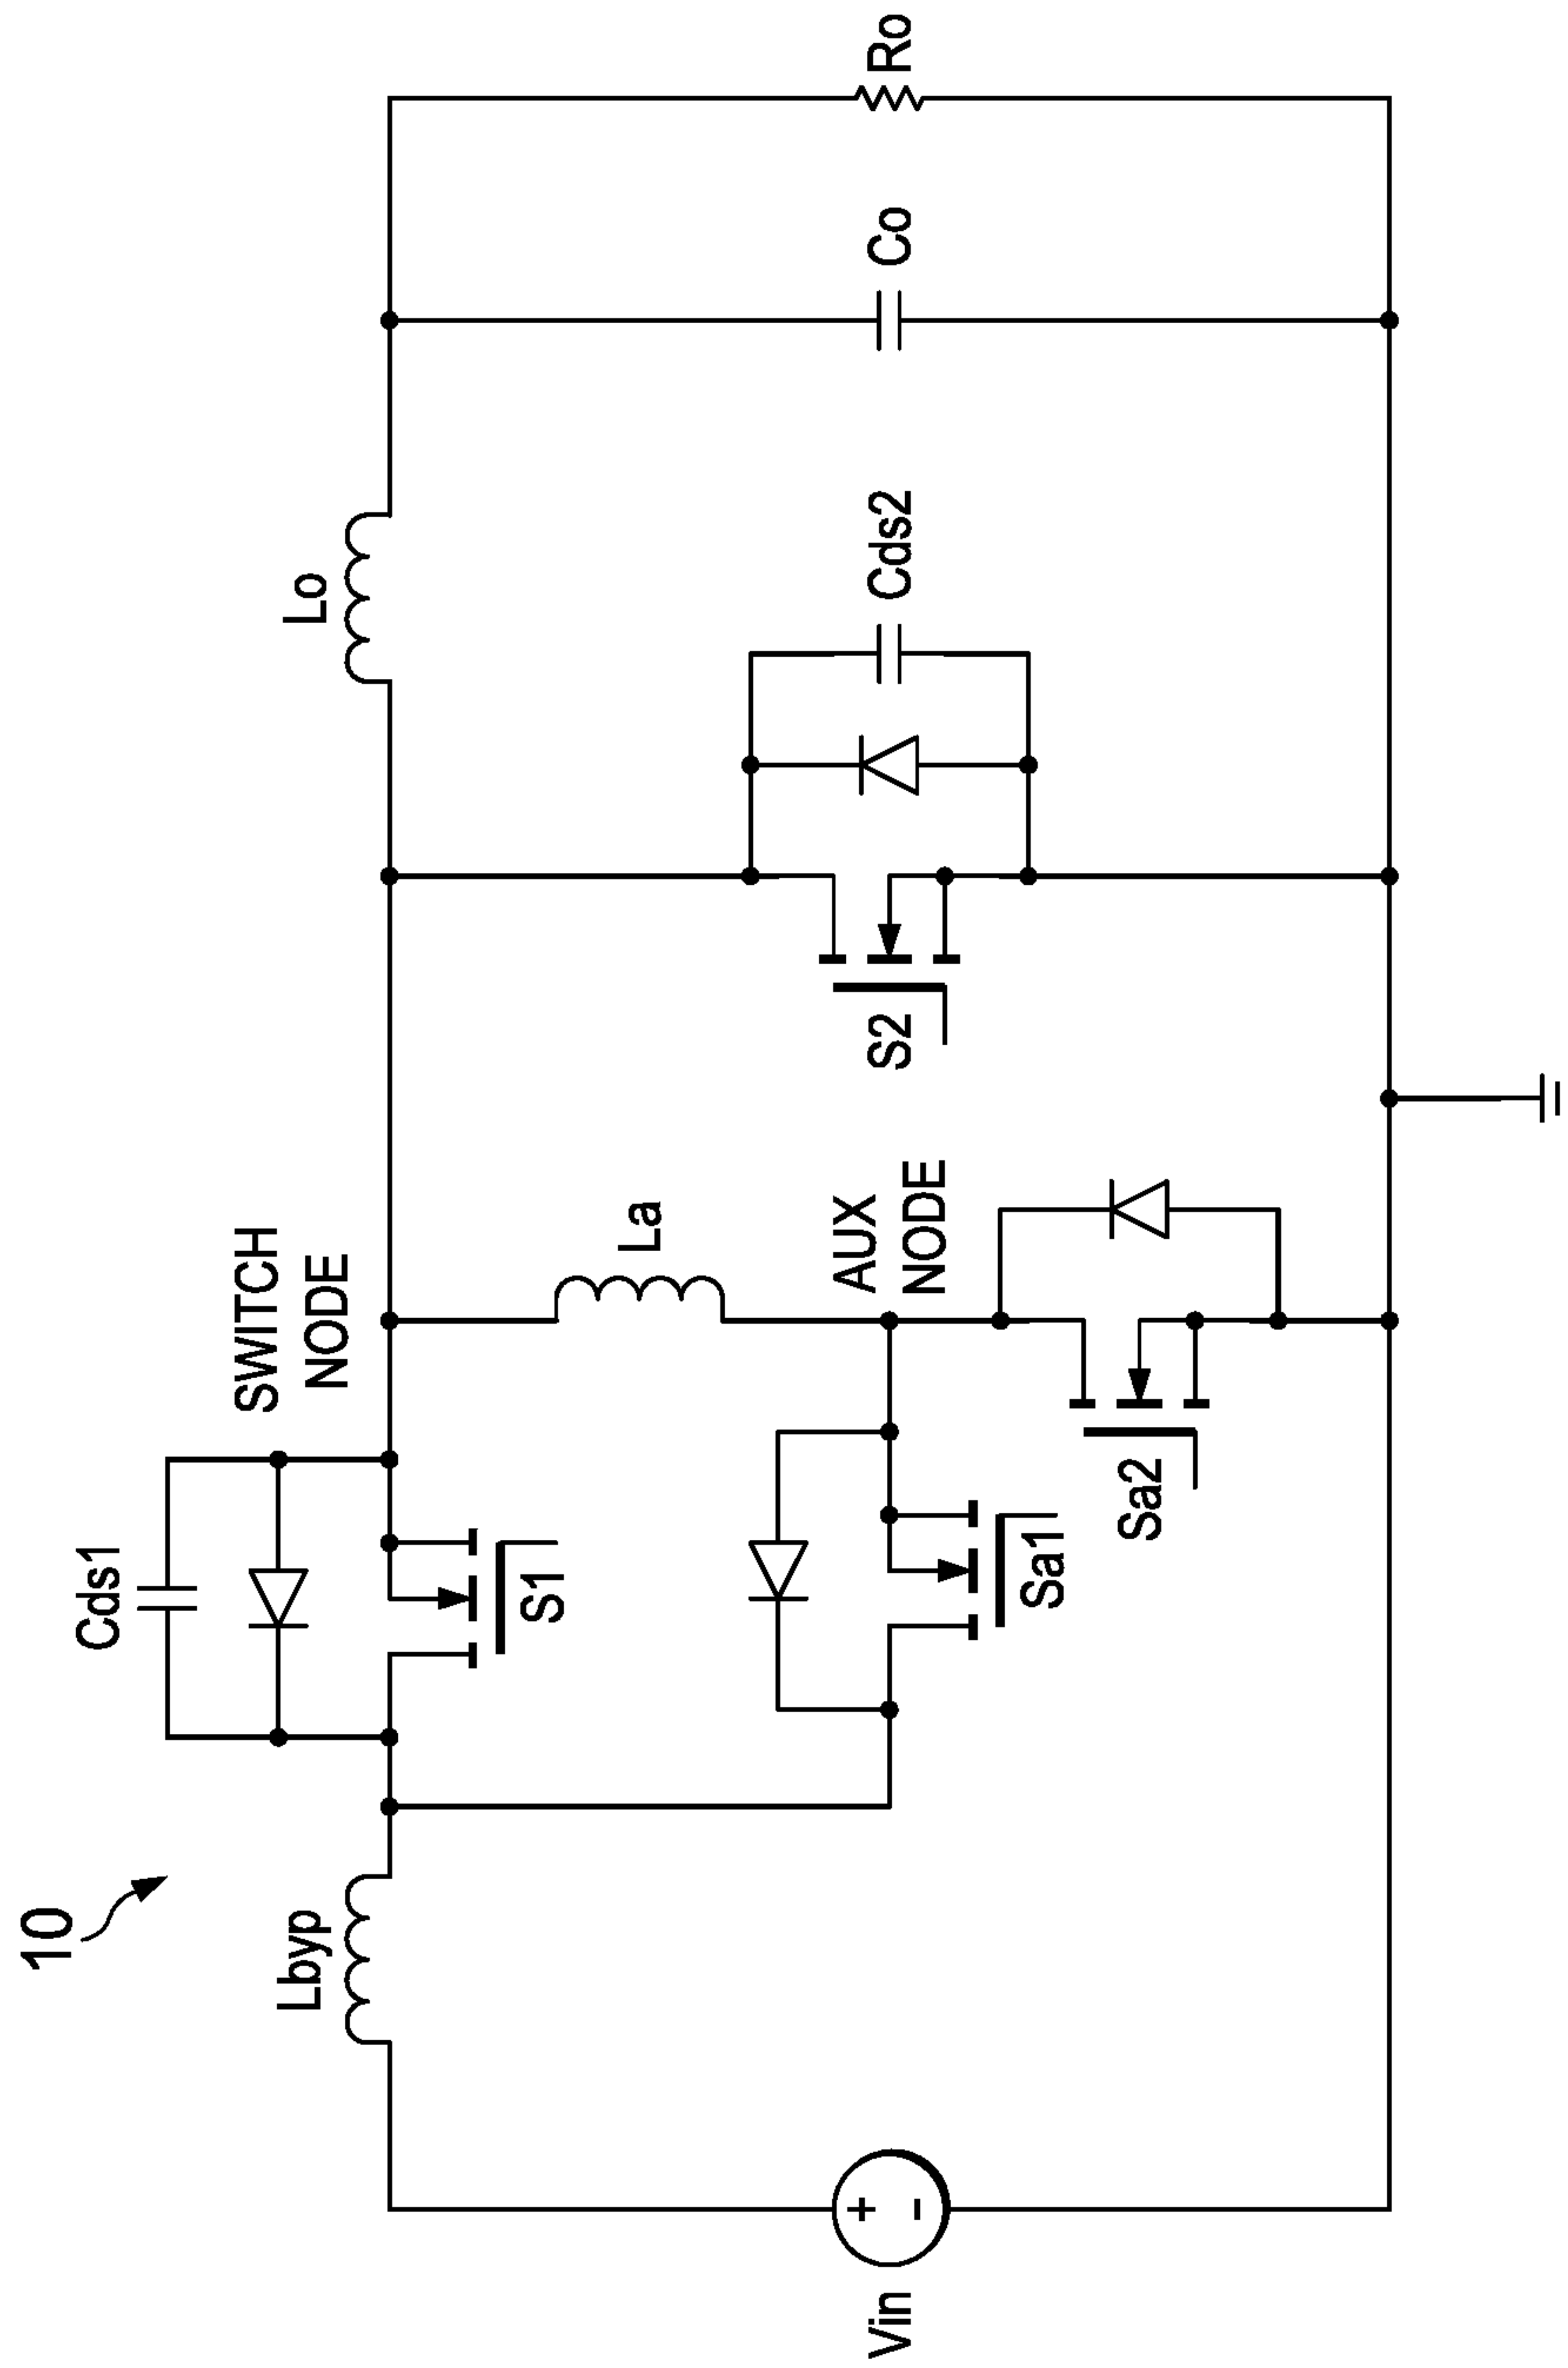 10
Cds1
SWITCH
NODE
Lbyp
Lo
S1
La
Vin
Sa1
AUX
NODE
Sa2
S2
Cds2
Co
Ro
+
-